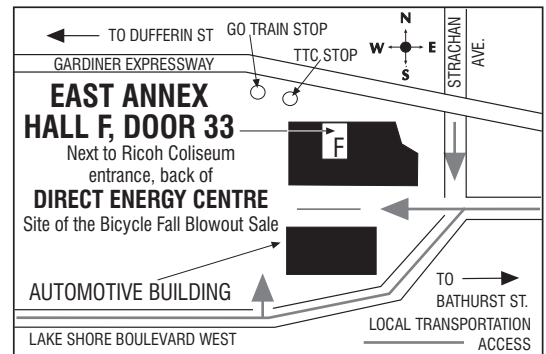 TO DUFFERIN ST
GO TRAIN STOP
TTC STOP
N
W E
S
STRACHAN
AVE.
GARDINER EXPRESSWAY
EAST ANNEX
HALL F, DOOR 33
F
Next to Ricoh Coliseum
entrance, back of
DIRECT ENERGY CENTRE
Site of the Bicycle Fall Blowout Sale
AUTOMOTIVE BUILDING
TO
BATHURST ST.
LAKE SHORE BOULEVARD WEST
LOCAL TRANSPORTATION
ACCESS